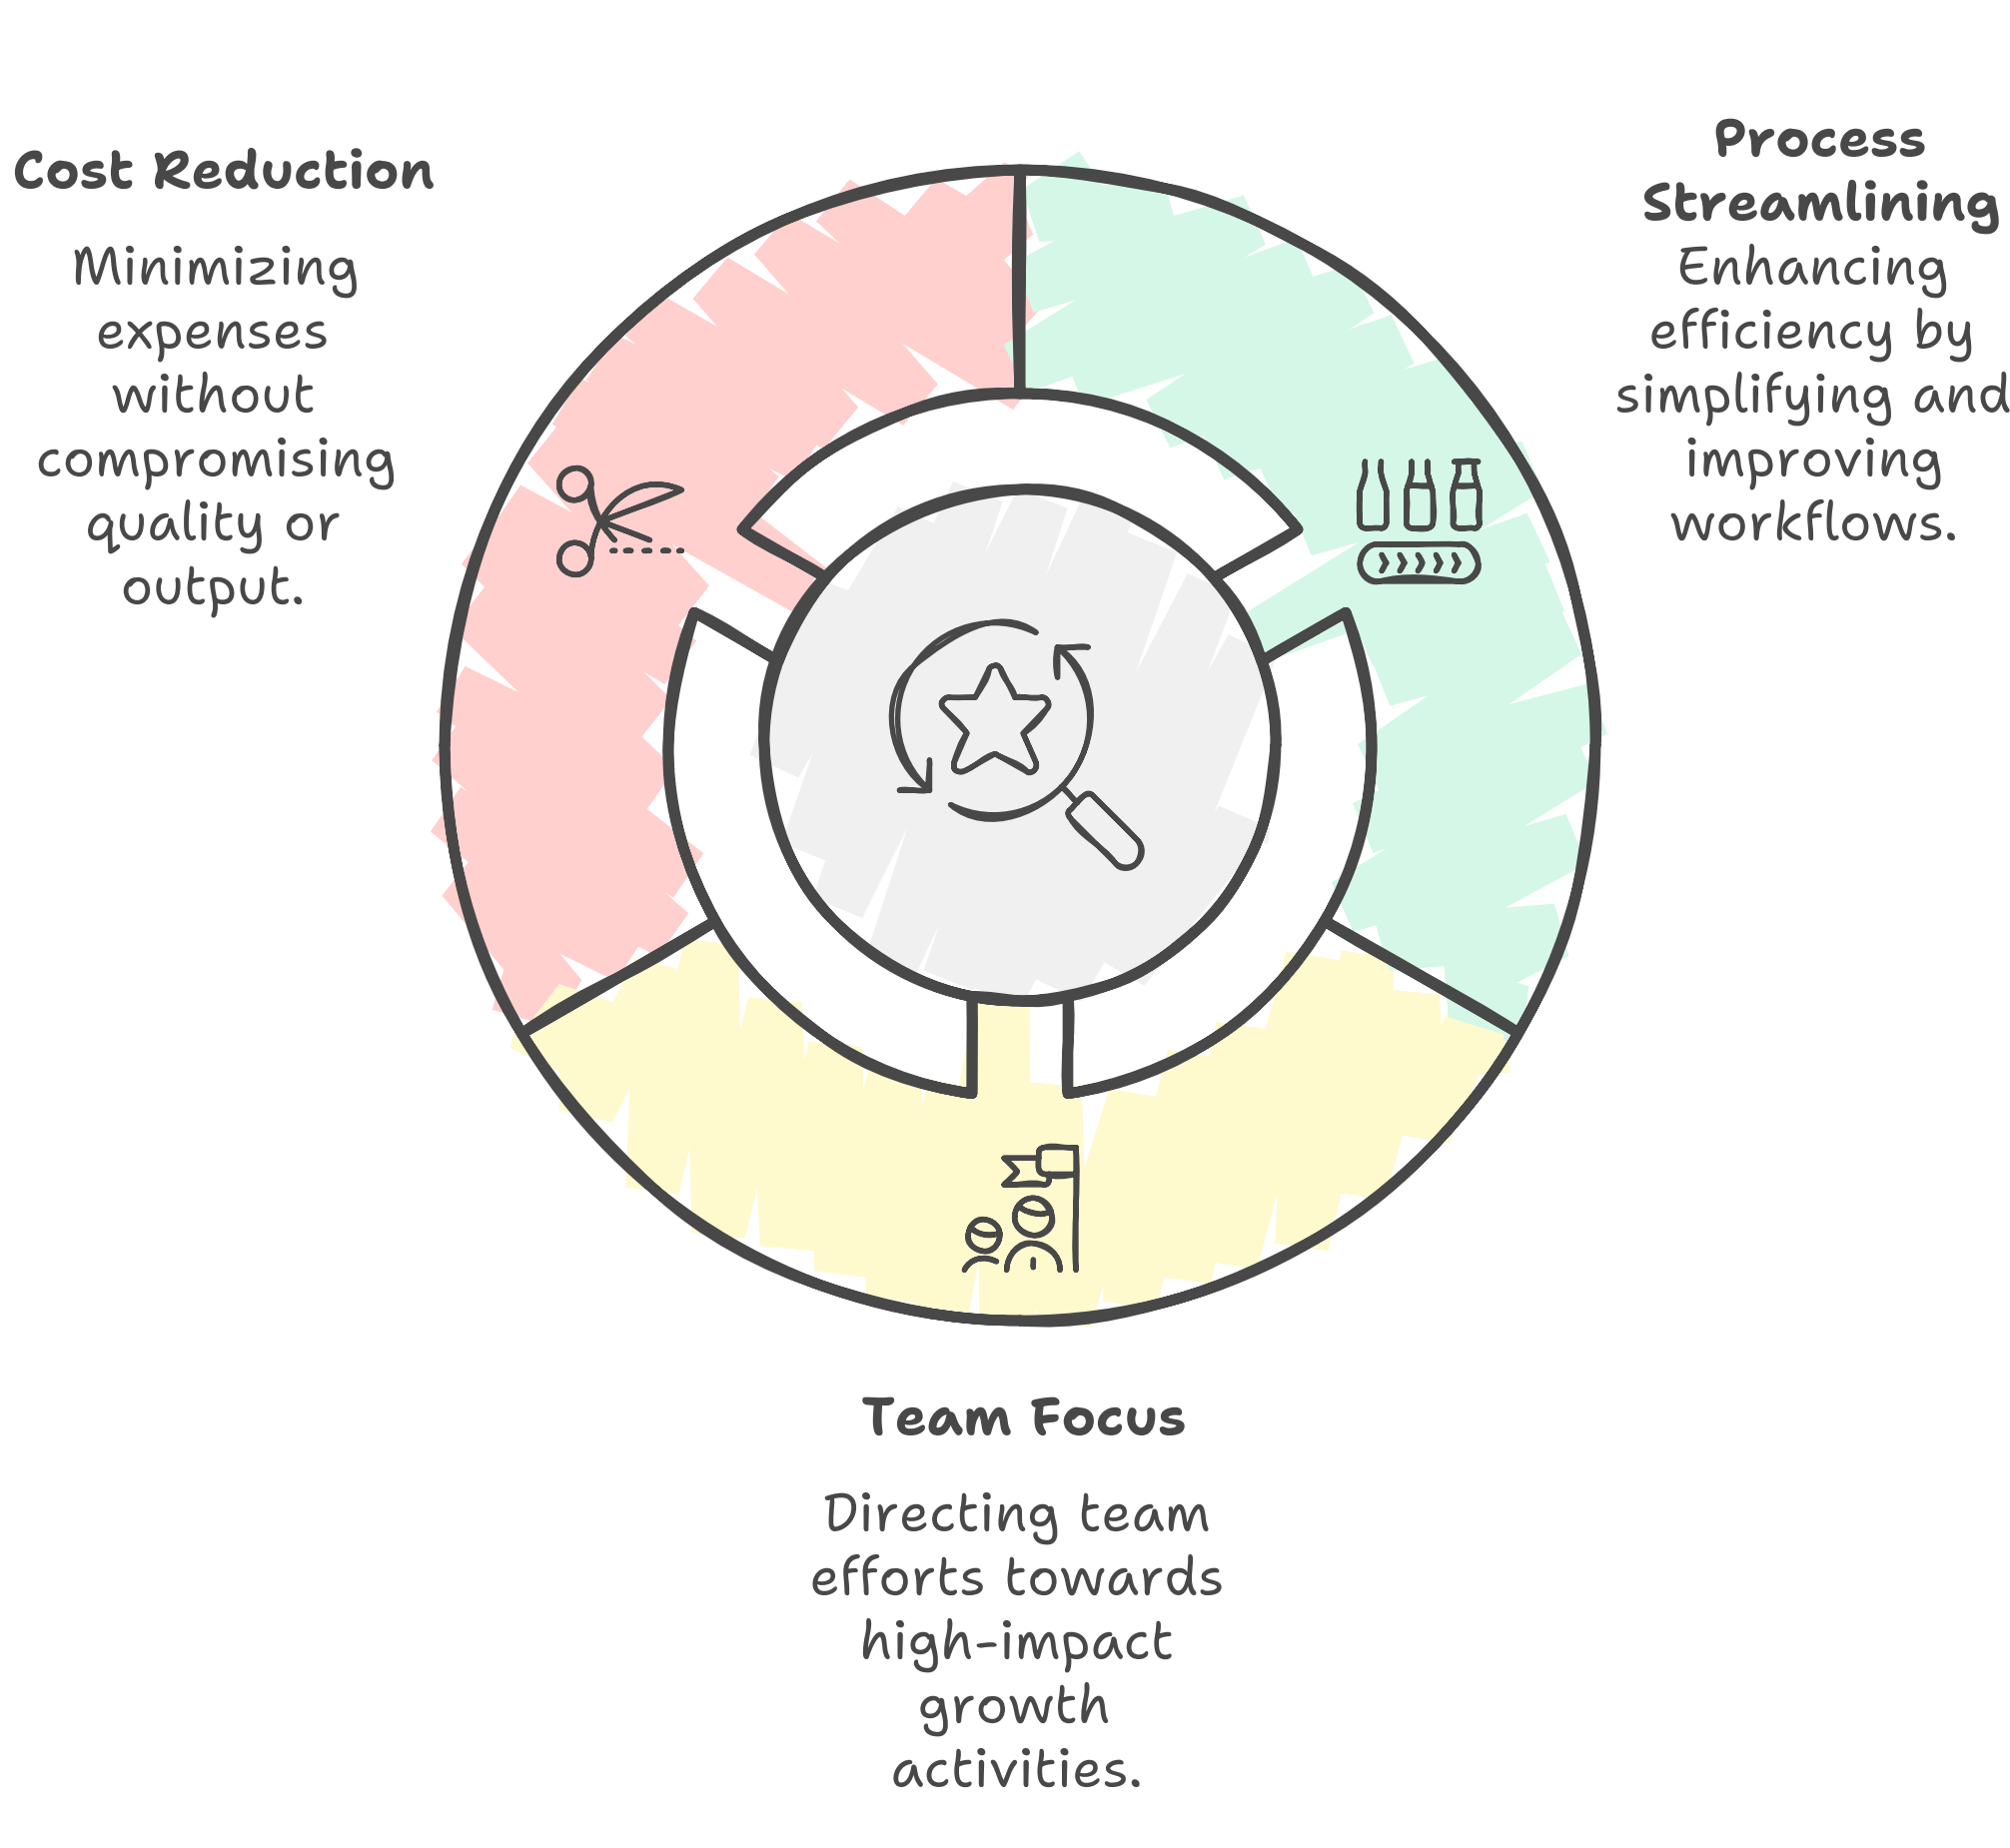 Cost Reduction
Minimizing
expenses
without
compromising
quality or
output.
Process
Streamlining
Enhancing
efficiency by
simplifying and
improving
workflows.
Team Focus
Directing team
efforts towards
high-impact
growth
activities.